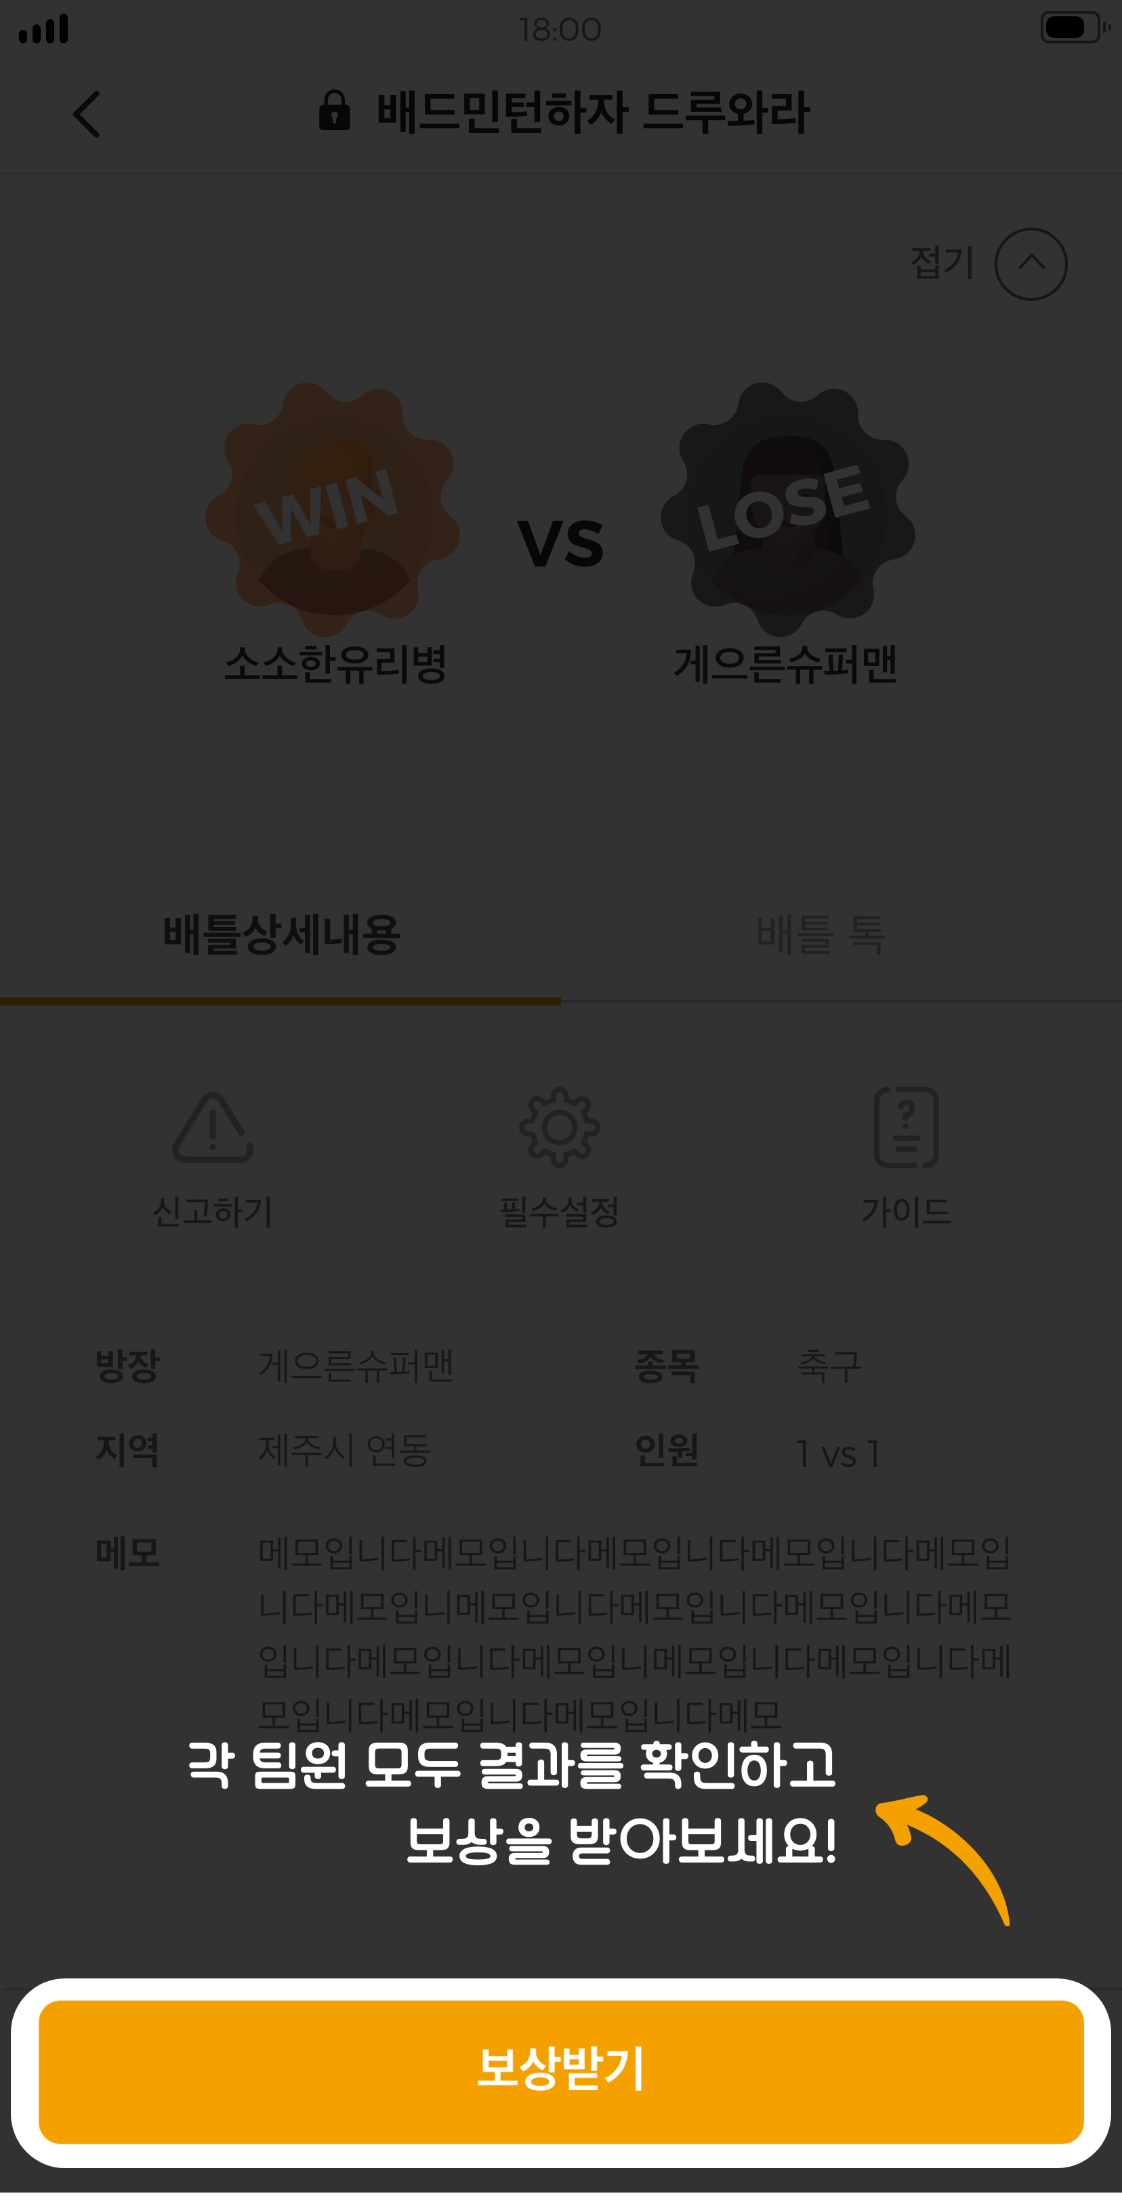 18:00
배드민턴하자 드루와라
접기
WIN
VS
LOSE
소소한유리병
게으른슈퍼맨
배틀상세내용
배틀 톡
신고하기
필수설정
가이드
방장
게으른슈퍼맨
종목
축구
지역
제주시 연동
인원
1 vs 1
메모
메모입니다메모입니다메모입니다메모입니다메모입
니다메모입니메모입니다메모입니다메모입니다메모
입니다메모입니다메모입니메모입니다메모입니다메
모입니다메모입니다메모입니다메모
각 팀원 모두 결과를 확인하고
보상을 받아보세요!
보상받기